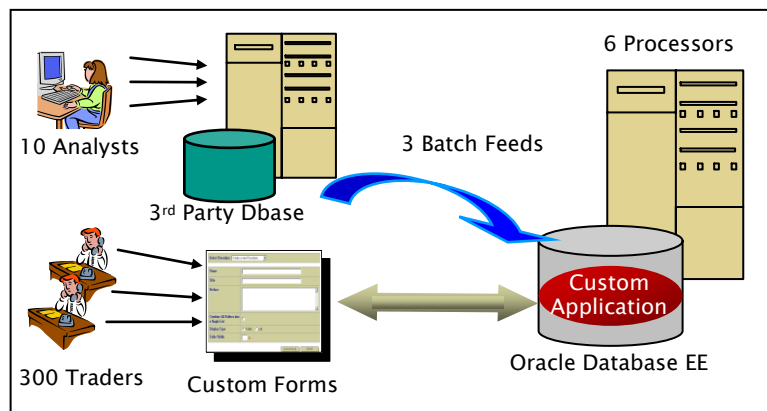 6 Processors
10 Analysts
3 Batch Feeds
3rd Party Dbase
Custom
Application
300 Traders
Custom Forms
Oracle Database EE